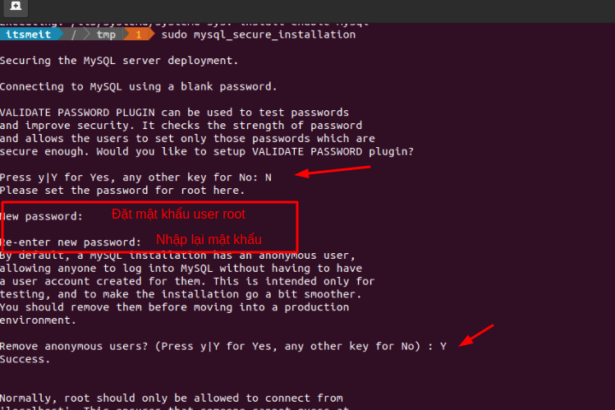 itsmeit / tmp 1 sudo mysql_secure_installation
Securing the MySQL server deployment.
Connecting to MySQL using a blank password.
VALIDATE PASSWORD PLUGIN can be used to test passwords
and improve security. It checks the strength of password
and allows the users to set only those passwords which are
secure enough. Would you like to setup VALIDATE PASSWORD plugin?
Press y|Y for Yes, any other key for No: N
Please set the password for root here.
New password: Đặt mật khẩu user root
Re-enter new password: Nhập lại mật khẩu
By default, a MySQL installation has an anonymous user,
allowing anyone to log into MySQL without having to have
a user account created for them. This is intended only for
testing, and to make the installation go a bit smoother.
You should remove them before moving into a production
environment.
Remove anonymous users? (Press y|Y for Yes, any other key for No) : Y
Success.
Normally, root should only be allowed to connect from